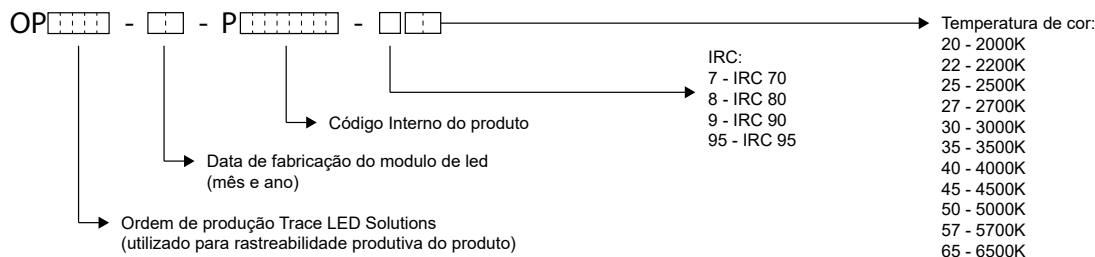 OP - - P -
Temperatura de cor:
20 - 2000K
22 - 2200K
25 - 2500K
27 - 2700K
30 - 3000K
35 - 3500K
40 - 4000K
45 - 4500K
50 - 5000K
57 - 5700K
65 - 6500K
IRC:
7 - IRC 70
8 - IRC 80
9 - IRC 90
95 - IRC 95
Código Interno do produto
Data de fabricação do modulo de led
(mês e ano)
Ordem de produção Trace LED Solutions
(utilizado para rastreabilidade produtiva do produto)